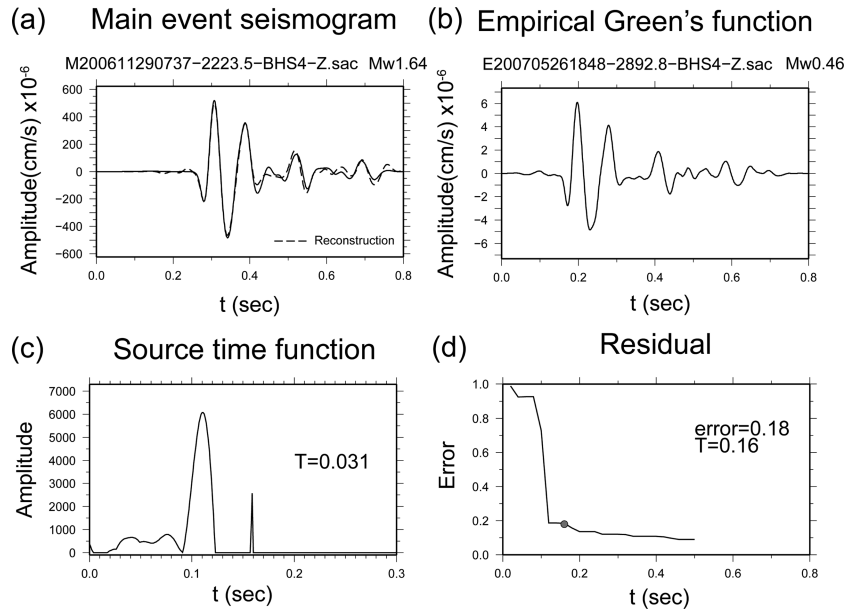 (a) Main event seismogram
M200611290737−2223.5−BHS4−Z.sac Mw1.64
Amplitude(cm/s) x10-6
600
400
200
0
−200
−400
−600
Reconstruction
0.0 0.2 0.4 0.6 0.8
t (sec)
(b) Empirical Green's function
E200705261848−2892.8−BHS4−Z.sac Mw0.46
Amplitude(cm/s) x10-6
6
4
2
0
−2
−4
−6
0.0 0.2 0.4 0.6 0.8
t (sec)
(c) Source time function
Amplitude
7000
6000
5000
4000
3000
2000
1000
0
T=0.031
0.0 0.1 0.2 0.3
t (sec)
(d) Residual
Error
1.0
0.8
0.6
0.4
0.2
0.0
error=0.18
T=0.16
0.0 0.2 0.4 0.6 0.8
t (sec)